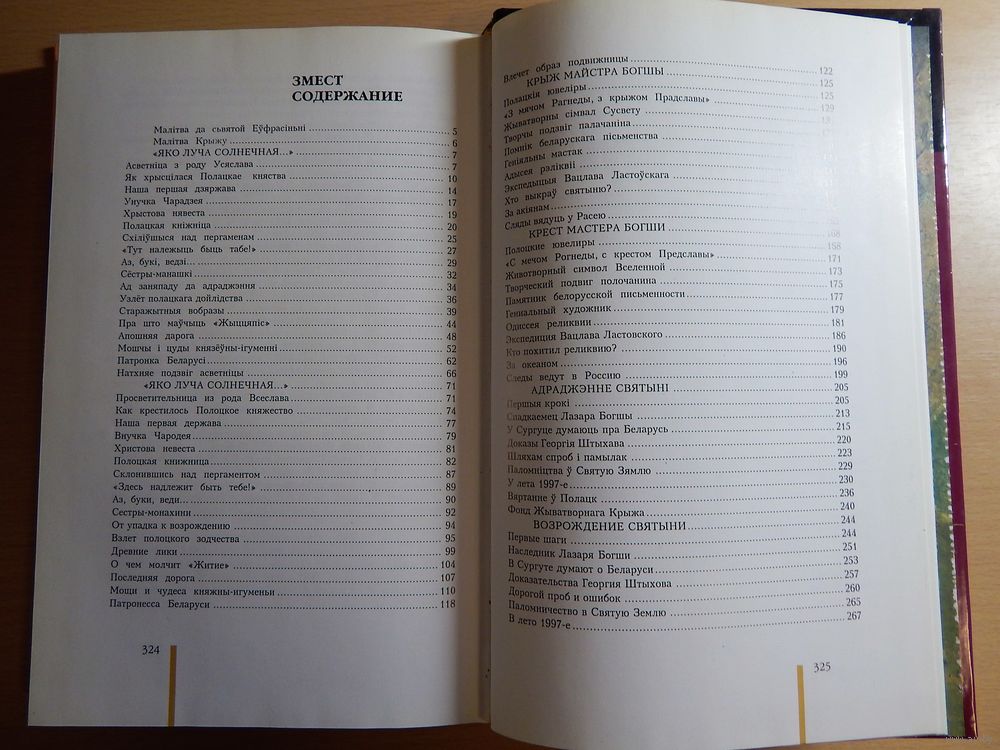 ЗМЕСТ
СОДЕРЖАНИЕ
Малітва да сьвятой Еўфрасіньні 5
Малітва Крыжу 6
«ЯКО ЛУЧА СОЛНЕЧНАЯ...» 7
Асветніца з роду Усяслава 7
Як хрысцілася Полацкае княства 10
Наша першая дзяржава 14
Унучка Чарадзея 17
Хрыстова нявеста 19
Полацкая кніжніца 20
Схіліўшыся над пергаменам 25
«Тут належыць быць табе!» 27
Аз, букі, ведзі... 29
Сёстры-манашкі 32
Ад заняпаду да адраджэння 34
Узлёт полацкага дойлідства 36
Старажытныя вобразы 39
Пра што маўчыць «Жыццяпіс» 44
Апошняя дарога 48
Мошчы і цуды князёўны-ігуменні 52
Патронка Беларусі 62
Натхняе подзвіг асветніцы 66
«ЯКО ЛУЧА СОЛНЕЧНАЯ...» 71
Просветительница из рода Всеслава 71
Как крестилось Полоцкое княжество 74
Наша первая держава 77
Внучка Чародея 79
Христова невеста 81
Полоцкая книжница 82
Склонившись над пергаментом 87
«Здесь надлежит быть тебе!» 89
Аз, буки, веди... 90
Сестры-монахини 92
От упадка к возрождению 94
Взлет полоцкого зодчества 95
Древние лики 99
О чем молчит «Житие» 104
Последняя дорога 107
Мощи и чудеса княжны-игуменьи 110
Патронесса Беларуси 118
324
Влечет образ подвижницы 122
КРЫЖ МАЙСТРА БОГШЫ 125
Полацкія ювеліры 125
«З мячом Рагнеды, з крыжом Прадславы» 129
Жыватворны сімвал Сусвету
Творчы подзвіг палачаніна
Помнік беларускага пісьменства
Геніяльны мастак
Адысея рэліквіі
Экспедыцыя Вацлава Ластоўскага
Хто выкраў святыню?
За акіянам
Сляды вядуць у Расею
КРЕСТ МАСТЕРА БОГШИ 168
Полоцкие ювелиры 168
«С мечом Рогнеды, с крестом Предславы» 171
Животворный символ Вселенной 173
Творческий подвиг полочанина 175
Памятник белорусской письменности 177
Гениальный художник 179
Одиссея реликвии 181
Экспедиция Вацлава Ластовского 186
Кто похитил реликвию? 190
За океаном 196
Следы ведут в Россию 199
АДРАДЖЭННЕ СВЯТЫНІ 205
Першыя крокі 205
Спадкаемец Лазара Богшы 213
У Сургуце думаюць пра Беларусь 215
Доказы Георгія Штыхава 220
Шляхам спроб і памылак 223
Паломніцтва ў Святую Зямлю 229
У лета 1997-е 230
Вяртанне ў Полацк 236
Фонд Жыватворнага Крыжа 240
ВОЗРОЖДЕНИЕ СВЯТЫНИ 244
Первые шаги 244
Наследник Лазаря Богши 251
В Сургуте думают о Беларуси 253
Доказательства Георгия Штыхова 257
Дорогой проб и ошибок 260
Паломничество в Святую Землю 265
В лето 1997-е 267
325